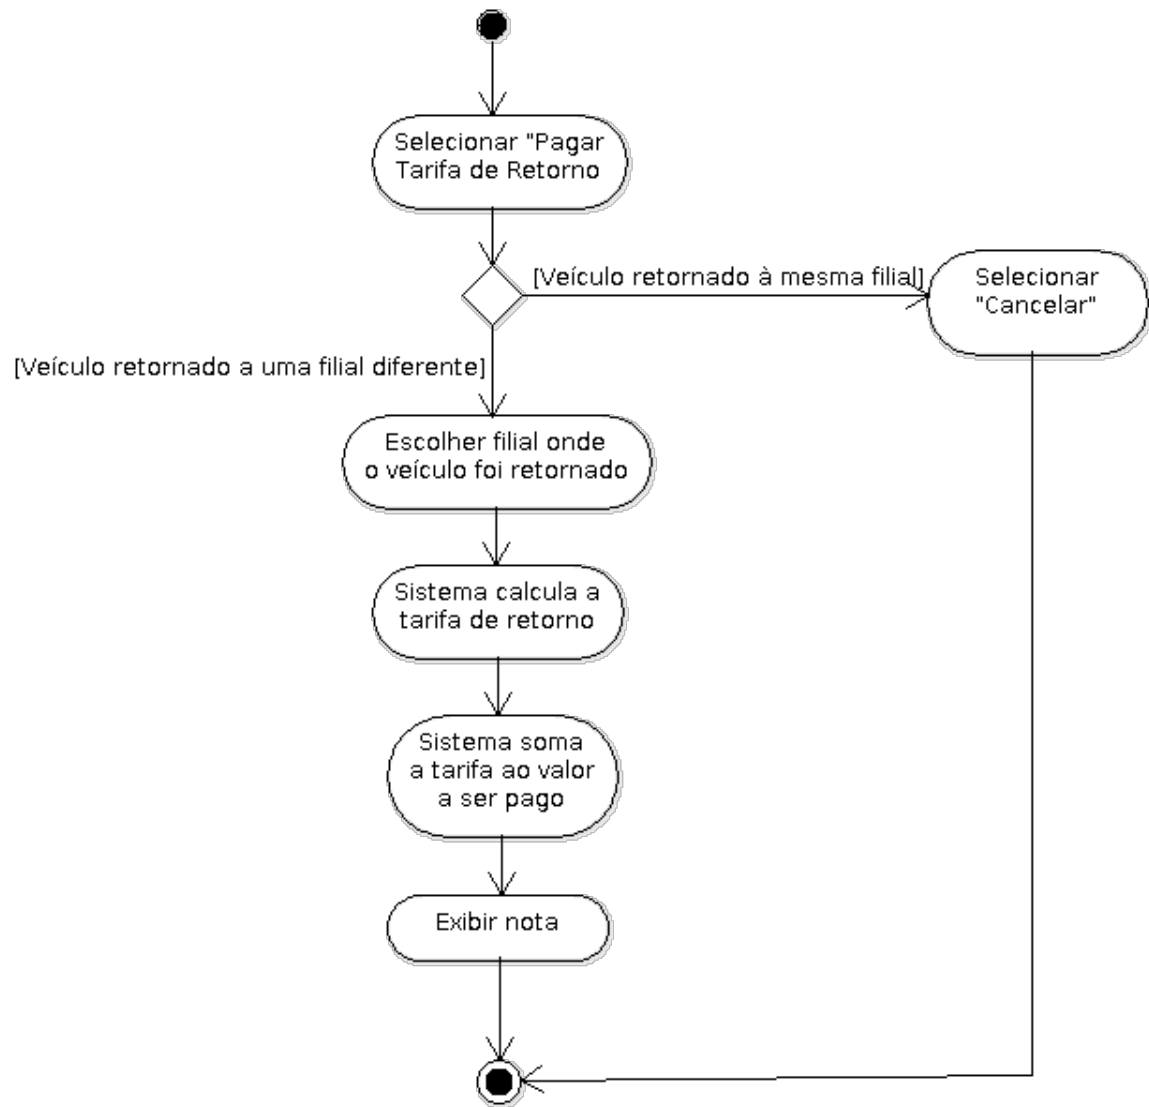 Selecionar "Pagar
Tarifa de Retorno
[Veículo retornado à mesma filial]
Selecionar
"Cancelar"
[Veículo retornado a uma filial diferente]
Escolher filial onde
o veículo foi retornado
Sistema calcula a
tarifa de retorno
Sistema soma
a tarifa ao valor
a ser pago
Exibir nota